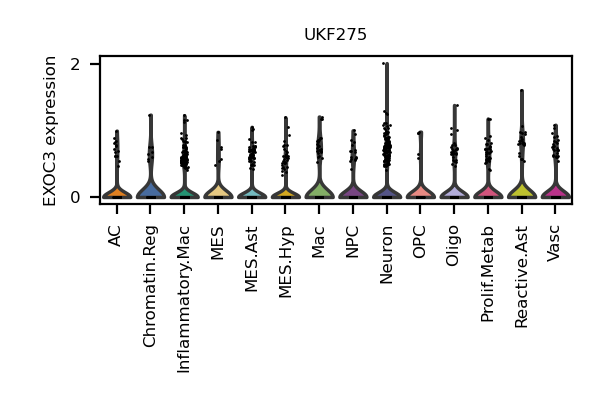 UKF275
EXOC3 expression
2
0
AC
Chromatin.Reg
Inflammatory.Mac
MES
MES.Ast
MES.Hyp
Mac
NPC
Neuron
OPC
Oligo
Prolif.Metab
Reactive.Ast
Vasc